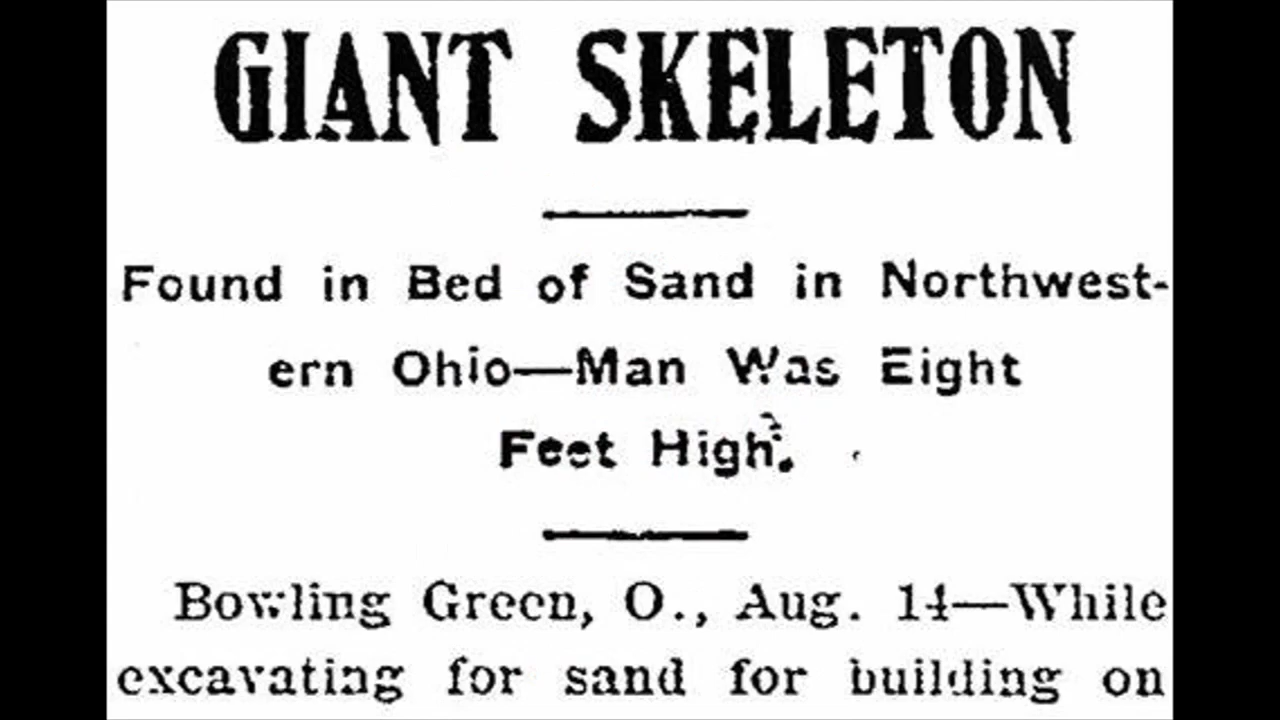 GIANT SKELETON
Found in Bed of Sand in Northwest-
ern Ohio—Man Was Eight
Feet High.
Bowling Green, O., Aug. 14—While
excavating for sand for building on